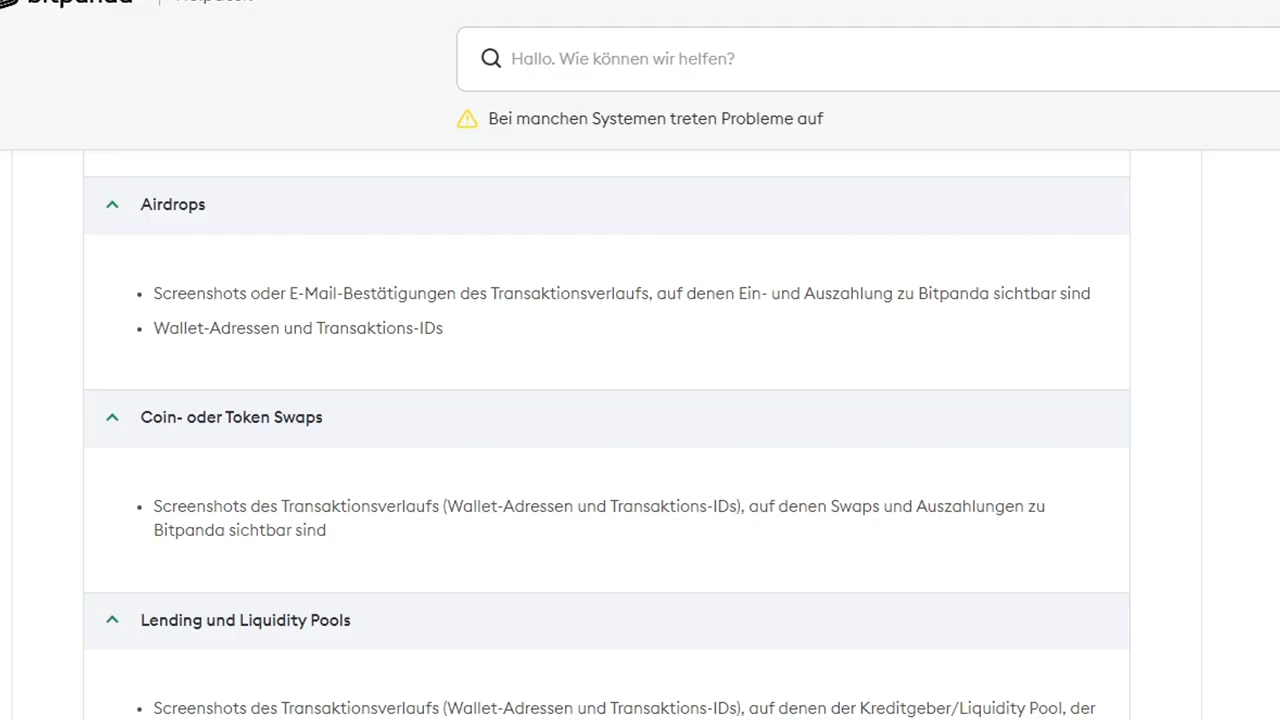 bitpanda | Helpdesk
Hallo. Wie können wir helfen?
Bei manchen Systemen treten Probleme auf
Airdrops
• Screenshots oder E-Mail-Bestätigungen des Transaktionsverlaufs, auf denen Ein- und Auszahlung zu Bitpanda sichtbar sind
• Wallet-Adressen und Transaktions-IDs
Coin- oder Token Swaps
• Screenshots des Transaktionsverlaufs (Wallet-Adressen und Transaktions-IDs), auf denen Swaps und Auszahlungen zu
Bitpanda sichtbar sind
Lending und Liquidity Pools
• Screenshots des Transaktionsverlaufs (Wallet-Adressen und Transaktions-IDs), auf denen der Kreditgeber/Liquidity Pool, der